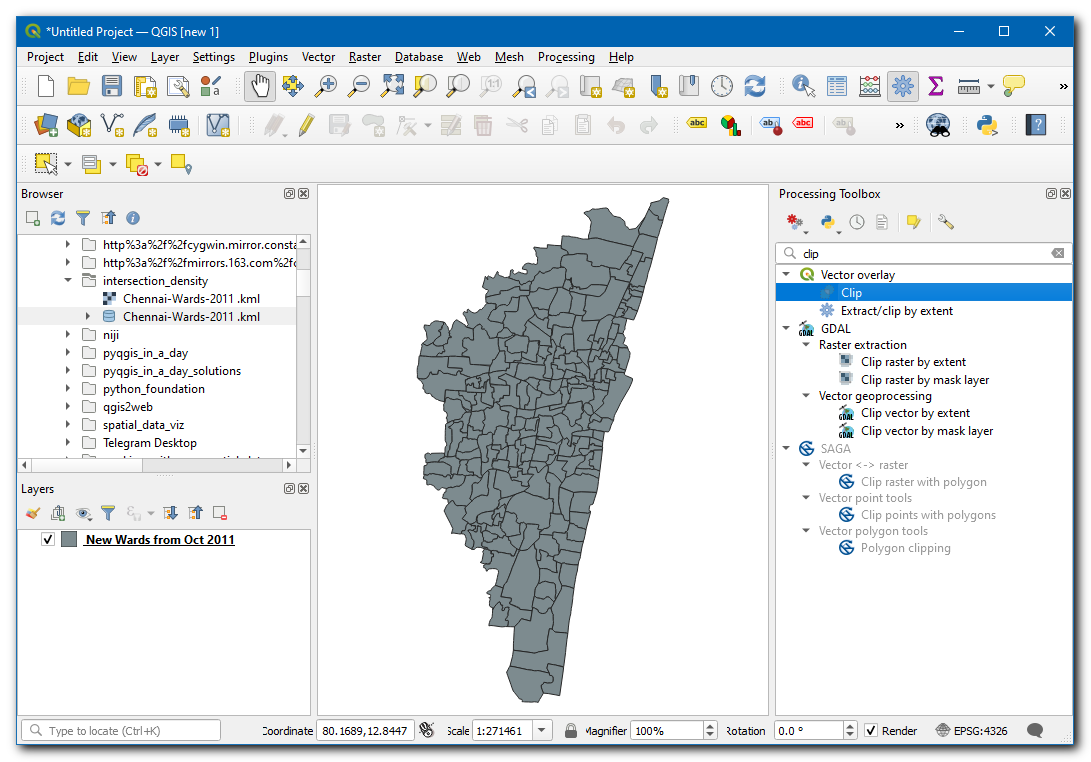 *Untitled Project — QGIS [new 1]
Project Edit View Layer Settings Plugins Vector Raster Database Web Mesh Processing Help
Browser
http%3a%2f%2fcygwin.mirror.consta
http%3a%2f%2fmirrors.163.com%2fc
intersection_density
Chennai-Wards-2011 .kml
Chennai-Wards-2011 .kml
niji
pyqgis_in_a_day
pyqgis_in_a_day_solutions
python_foundation
qgis2web
spatial_data_viz
Telegram Desktop
Layers
New Wards from Oct 2011
Processing Toolbox
clip
Vector overlay
Clip
Extract/clip by extent
GDAL
Raster extraction
Clip raster by extent
Clip raster by mask layer
Vector geoprocessing
Clip vector by extent
Clip vector by mask layer
SAGA
Vector <-> raster
Clip raster with polygon
Vector point tools
Clip points with polygons
Vector polygon tools
Polygon clipping
Type to locate (Ctrl+K) Coordinate 80.1689,12.8447 Scale 1:271461 Magnifier 100% Rotation 0.0 ° Render EPSG:4326